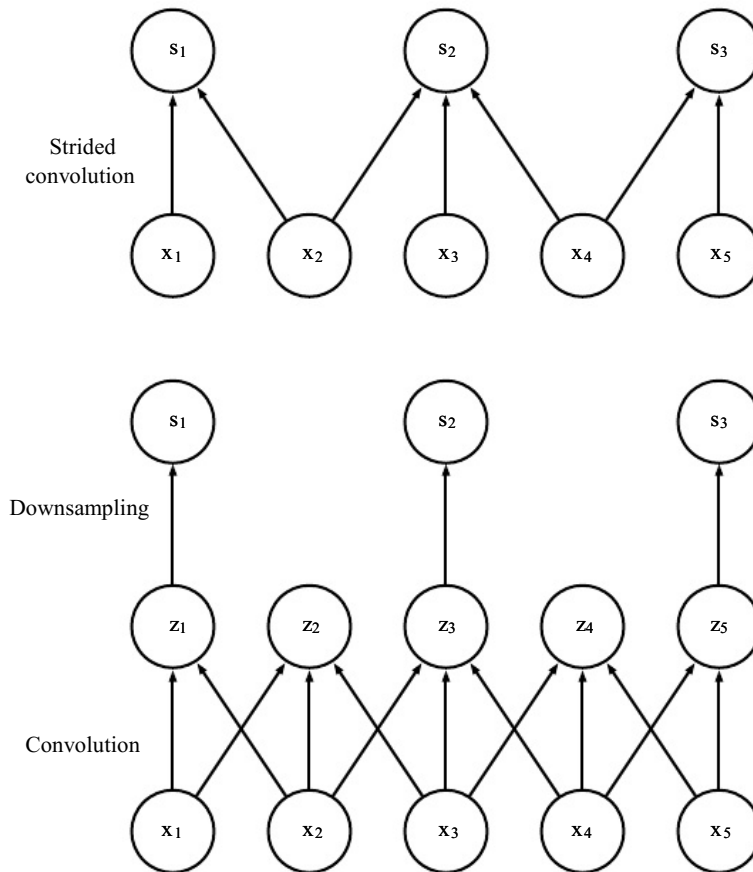 s₁ s₂ s₃
Strided
convolution
x₁ x₂ x₃ x₄ x₅
s₁ s₂ s₃
Downsampling
z₁ z₂ z₃ z₄ z₅
Convolution
x₁ x₂ x₃ x₄ x₅